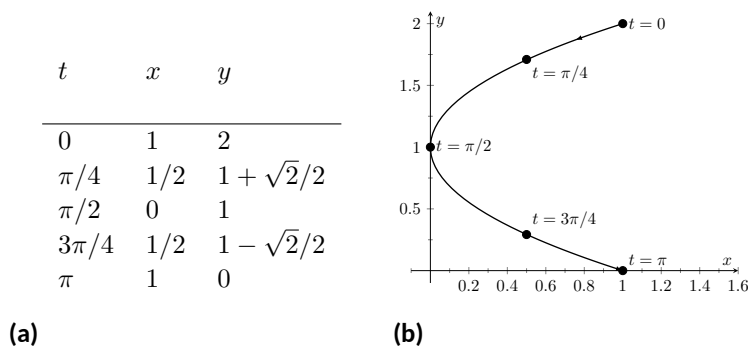 t x y
0 1 2
π/4 1/2 1 + √2/2
π/2 0 1
3π/4 1/2 1 − √2/2
π 1 0
(a)
2
y
t = 0
t = π/4
1.5
1
t = π/2
0.5
t = 3π/4
t = π
x
0.2 0.4 0.6 0.8 1 1.2 1.4 1.6
(b)